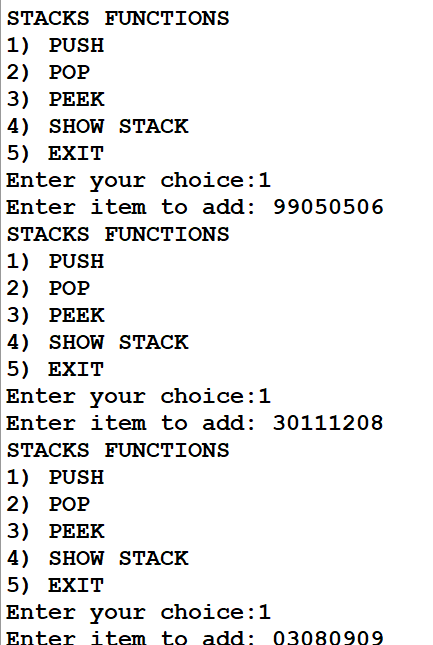 STACKS FUNCTIONS
1) PUSH
2) POP
3) PEEK
4) SHOW STACK
5) EXIT
Enter your choice:1
Enter item to add: 99050506
STACKS FUNCTIONS
1) PUSH
2) POP
3) PEEK
4) SHOW STACK
5) EXIT
Enter your choice:1
Enter item to add: 30111208
STACKS FUNCTIONS
1) PUSH
2) POP
3) PEEK
4) SHOW STACK
5) EXIT
Enter your choice:1
Enter item to add: 03080909